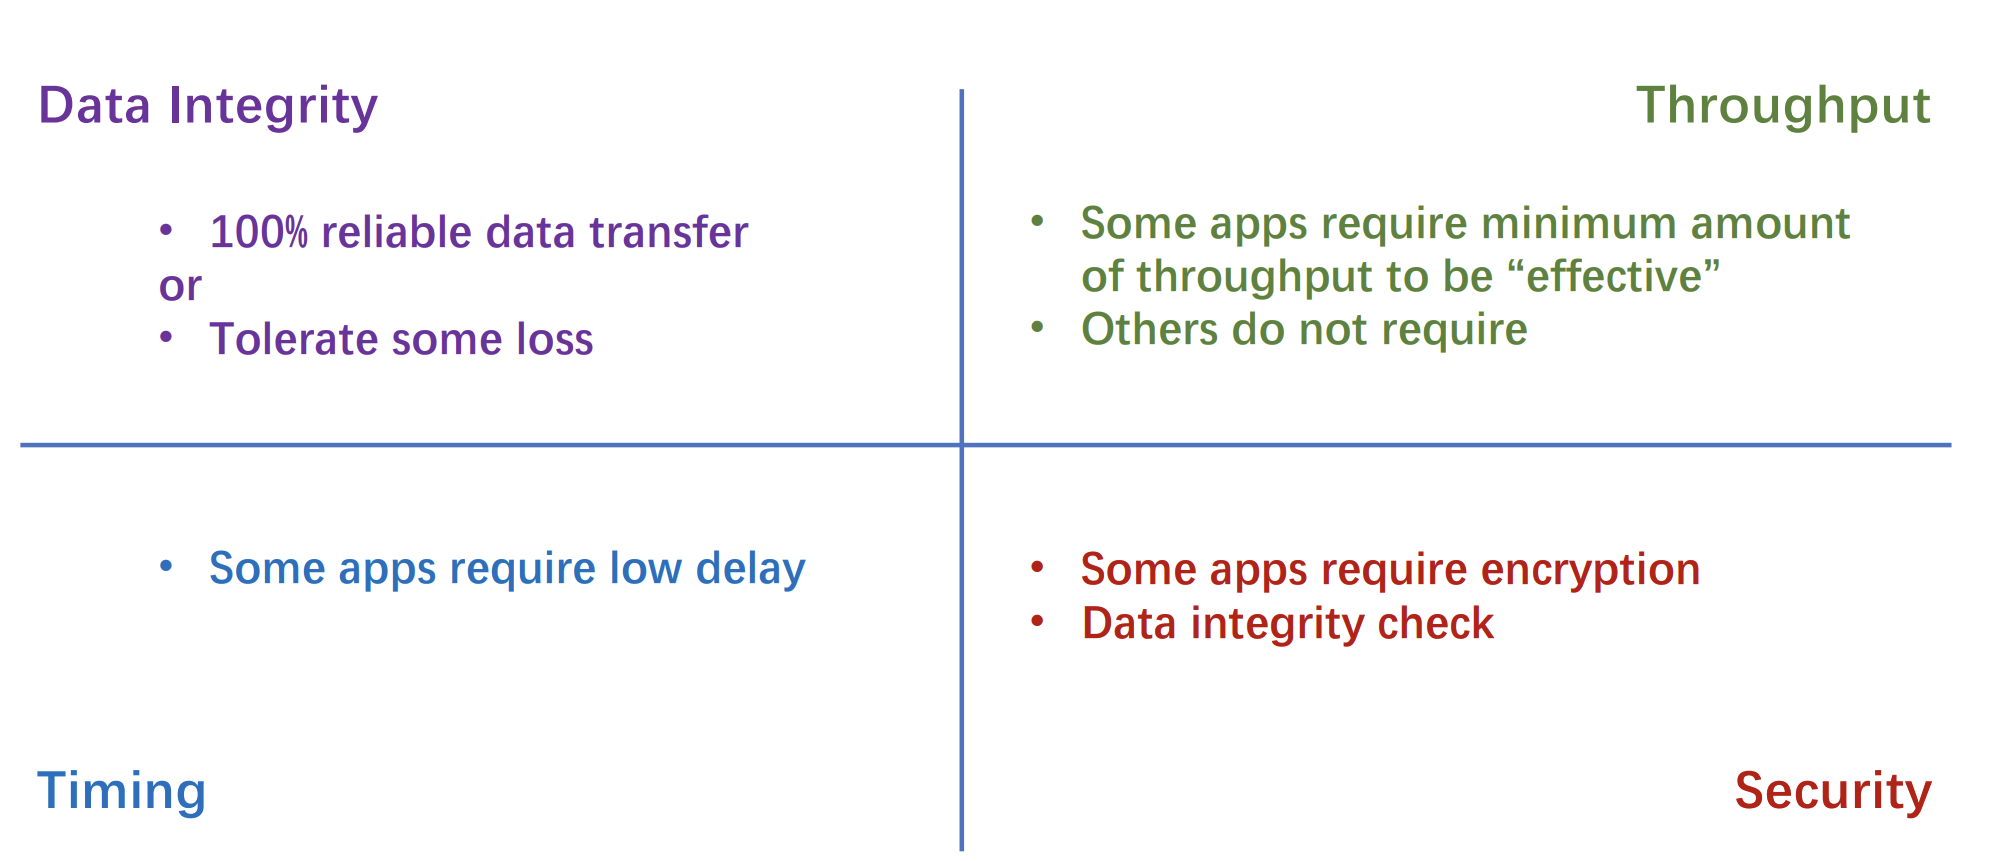 Data Integrity
• 100% reliable data transfer
or
• Tolerate some loss
Throughput
• Some apps require minimum amount
of throughput to be “effective”
• Others do not require
• Some apps require low delay
Timing
• Some apps require encryption
• Data integrity check
Security